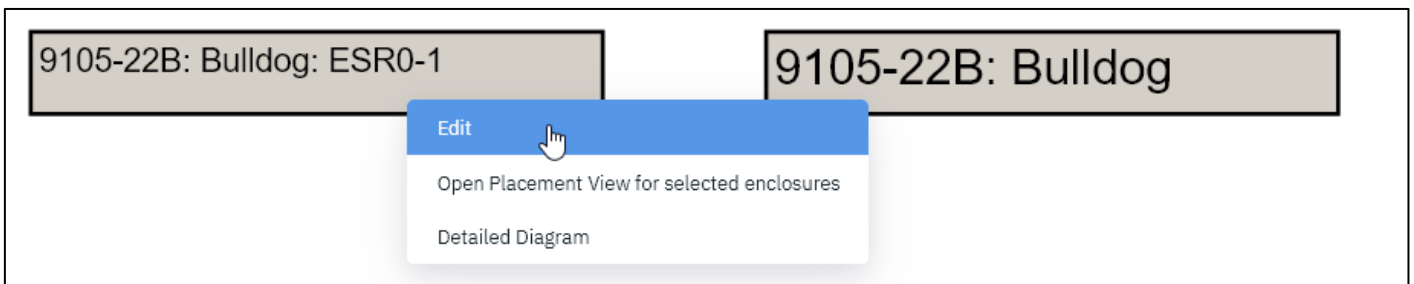 9105-22B: Bulldog: ESR0-1
9105-22B: Bulldog
Edit
Open Placement View for selected enclosures
Detailed Diagram